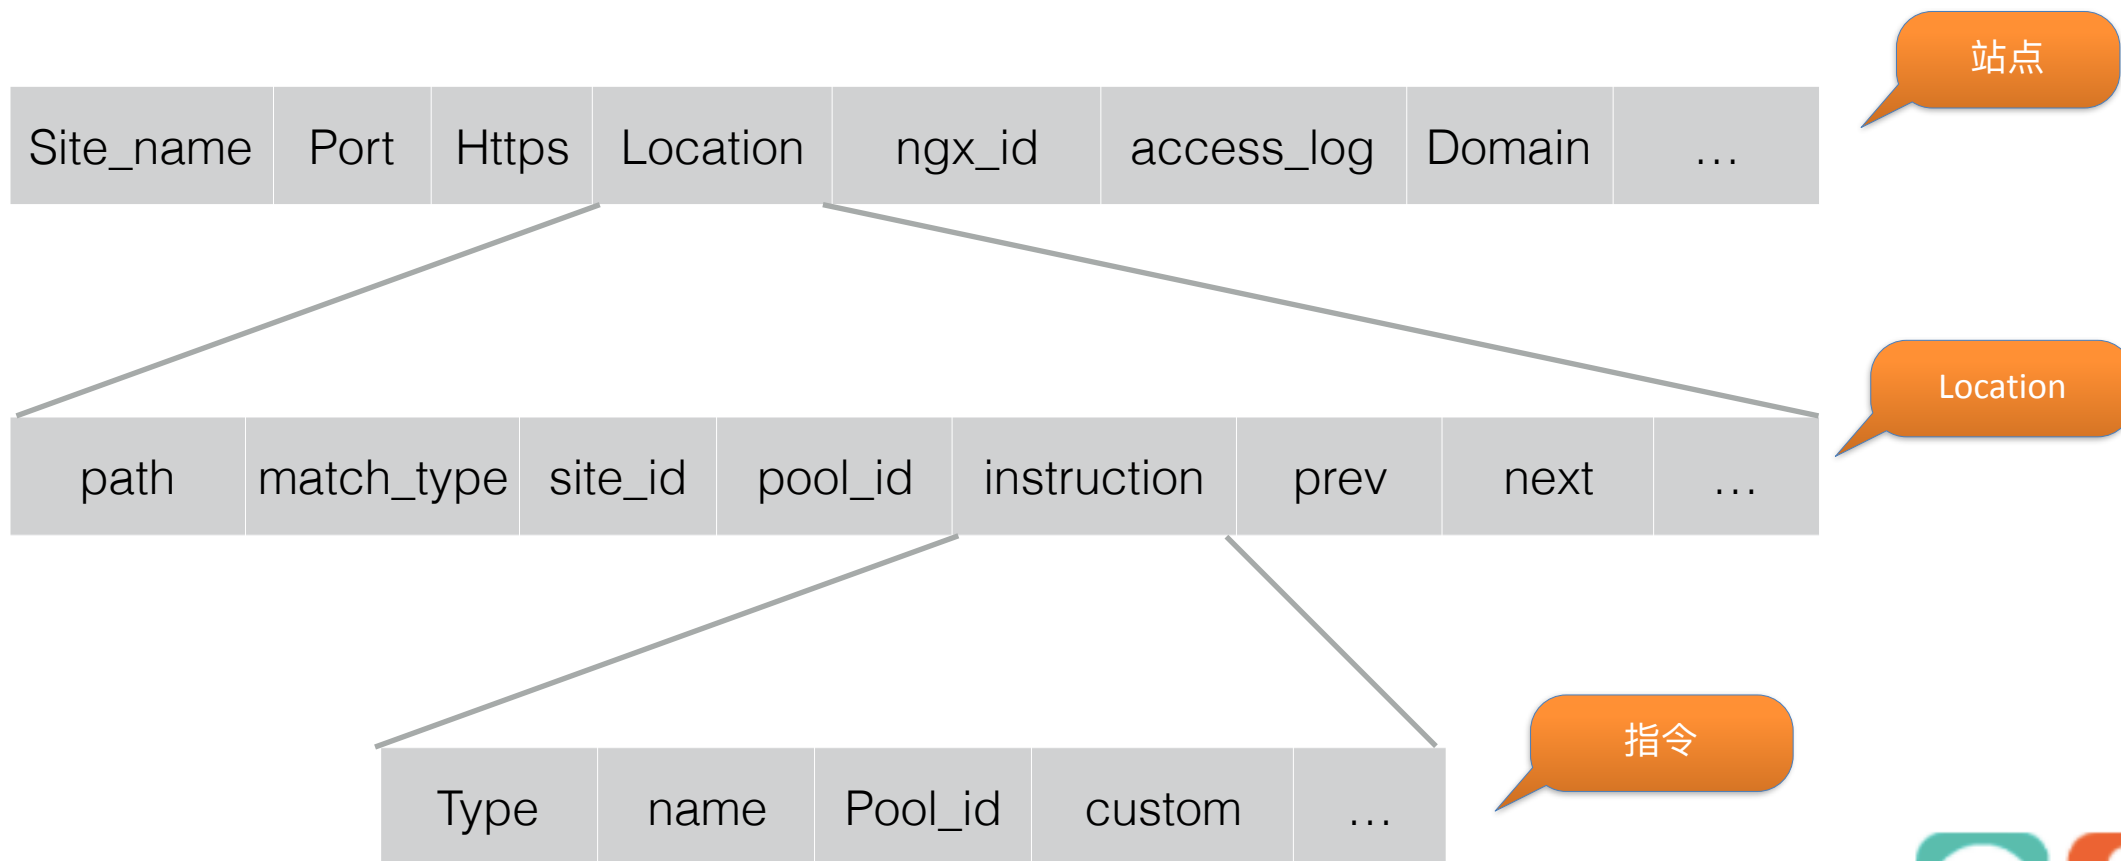 站点
Site_name Port Https Location ngx_id access_log Domain …
Location
path match_type site_id pool_id instruction prev next …
指令
Type name Pool_id custom …